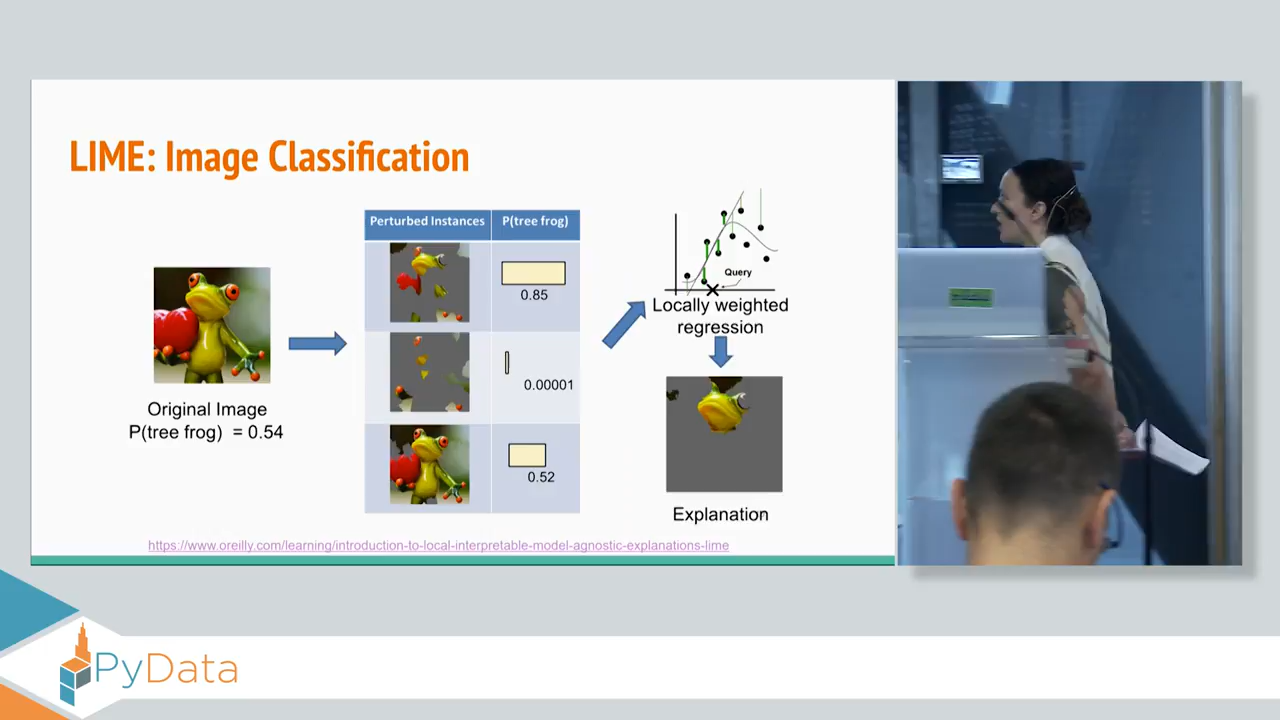 LIME: Image Classification
Perturbed Instances
P(tree frog)
0.85
0.00001
0.52
Original Image
P(tree frog) = 0.54
Query
Locally weighted
regression
Explanation
https://www.oreilly.com/learning/introduction-to-local-interpretable-model-agnostic-explanations-lime
PyData